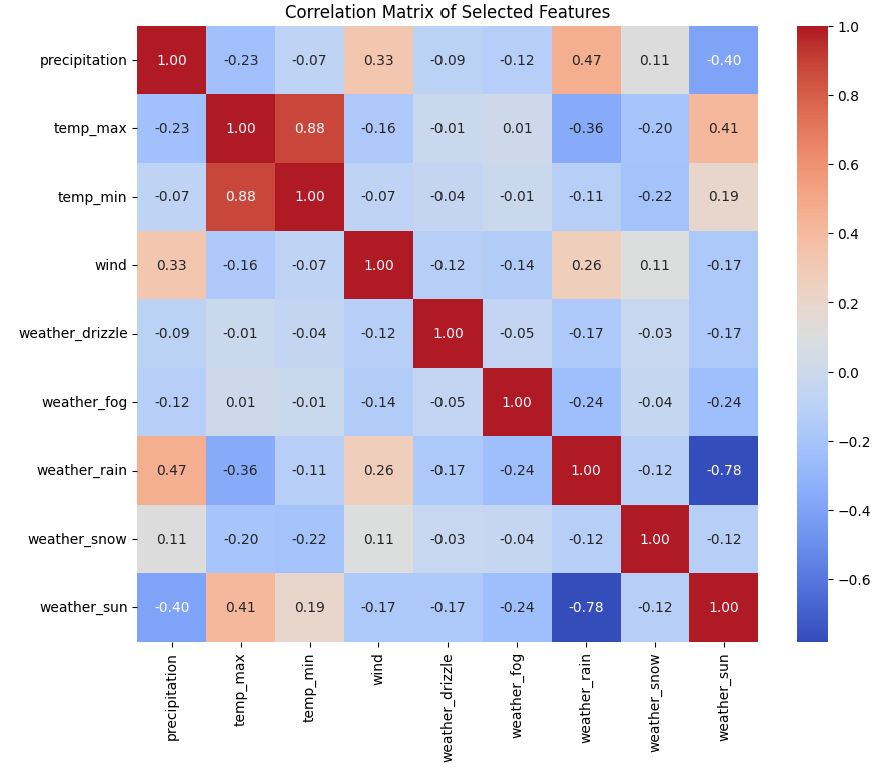 Correlation Matrix of Selected Features
precipitation 1.00 -0.23 -0.07 0.33 -0.09 -0.12 0.47 0.11 -0.40
temp_max -0.23 1.00 0.88 -0.16 -0.01 0.01 -0.36 -0.20 0.41
temp_min -0.07 0.88 1.00 -0.07 -0.04 -0.01 -0.11 -0.22 0.19
wind 0.33 -0.16 -0.07 1.00 -0.12 -0.14 0.26 0.11 -0.17
weather_drizzle -0.09 -0.01 -0.04 -0.12 1.00 -0.05 -0.17 -0.03 -0.17
weather_fog -0.12 0.01 -0.01 -0.14 -0.05 1.00 -0.24 -0.04 -0.24
weather_rain 0.47 -0.36 -0.11 0.26 -0.17 -0.24 1.00 -0.12 -0.78
weather_snow 0.11 -0.20 -0.22 0.11 -0.03 -0.04 -0.12 1.00 -0.12
weather_sun -0.40 0.41 0.19 -0.17 -0.17 -0.24 -0.78 -0.12 1.00
precipitation
temp_max
temp_min
wind
weather_drizzle
weather_fog
weather_rain
weather_snow
weather_sun
1.0
0.8
0.6
0.4
0.2
0.0
−0.2
−0.4
−0.6